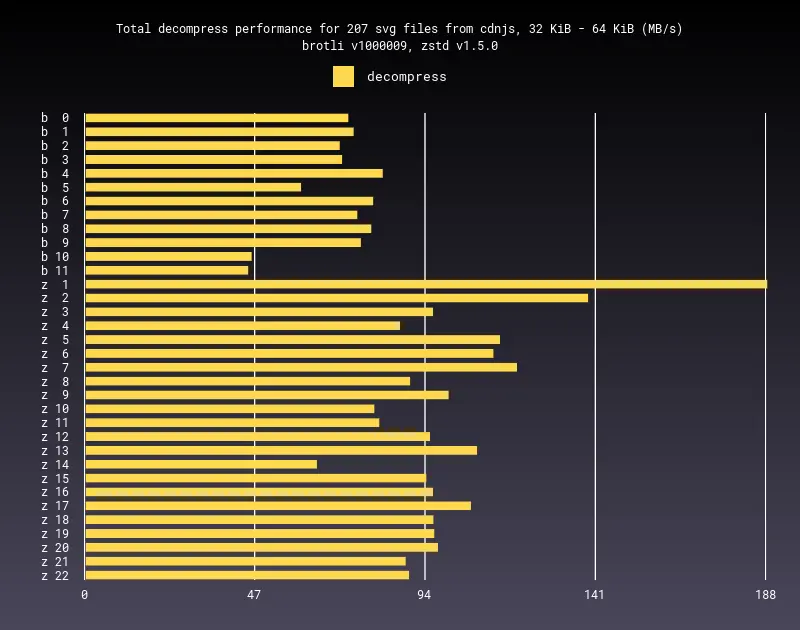 Total decompress performance for 207 svg files from cdnjs, 32 KiB - 64 KiB (MB/s)
brotli v1000009, zstd v1.5.0
decompress
b 0
b 1
b 2
b 3
b 4
b 5
b 6
b 7
b 8
b 9
b 10
b 11
z 1
z 2
z 3
z 4
z 5
z 6
z 7
z 8
z 9
z 10
z 11
z 12
z 13
z 14
z 15
z 16
z 17
z 18
z 19
z 20
z 21
z 22
0 47 94 141 188